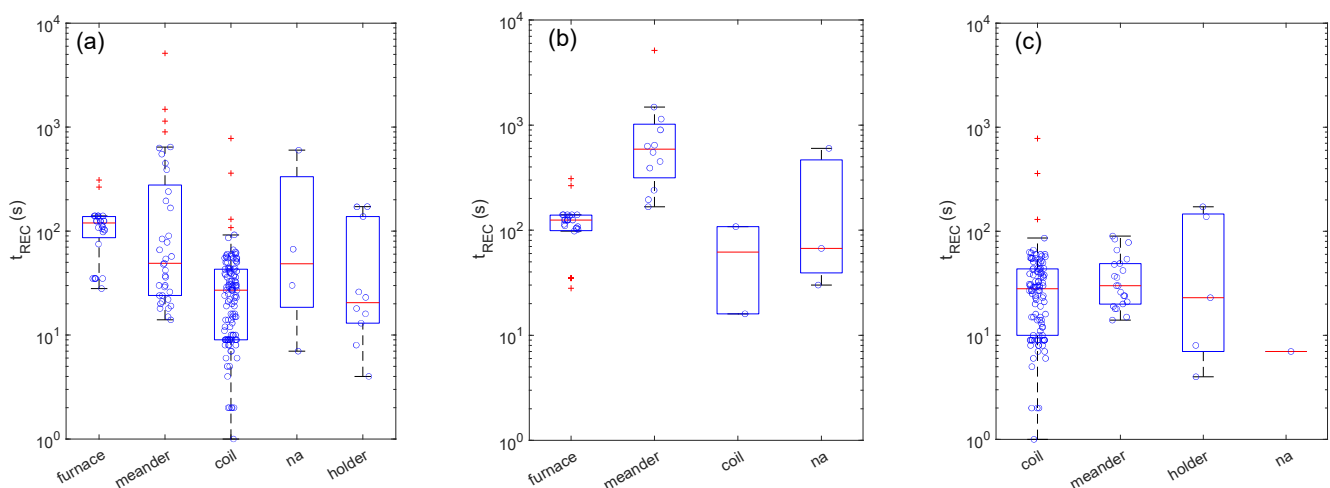 (a)
t_REC (s)
10^4
10^3
10^2
10^1
10^0
furnace
meander
coil
na
holder
(b)
t_REC (s)
10^4
10^3
10^2
10^1
10^0
furnace
meander
coil
na
(c)
t_REC (s)
10^4
10^3
10^2
10^1
10^0
coil
meander
holder
na